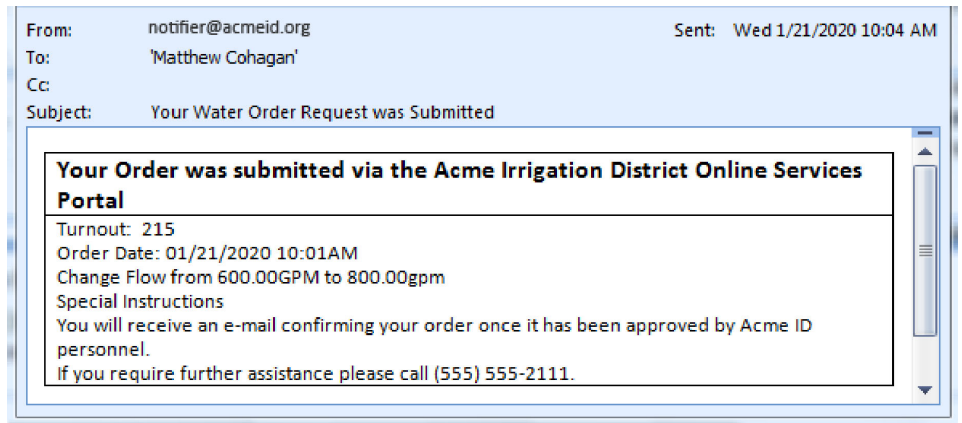 From: notifier@acmeid.org Sent: Wed 1/21/2020 10:04 AM
To: 'Matthew Cohagan'
Cc:
Subject: Your Water Order Request was Submitted
Your Order was submitted via the Acme Irrigation District Online Services
Portal
Turnout: 215
Order Date: 01/21/2020 10:01AM
Change Flow from 600.00GPM to 800.00gpm
Special Instructions
You will receive an e-mail confirming your order once it has been approved by Acme ID
personnel.
If you require further assistance please call (555) 555-2111.